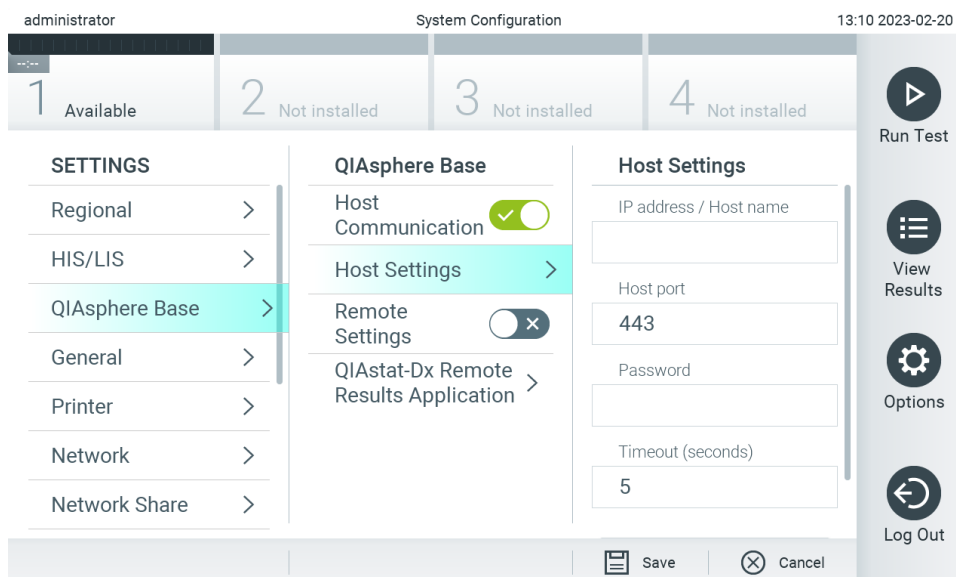 administrator
System Configuration
13:10 2023-02-20
--:--
1 Available
2 Not installed
3 Not installed
4 Not installed
SETTINGS
Regional
HIS/LIS
QIAsphere Base
General
Printer
Network
Network Share
QIAsphere Base
Host
Communication
Host Settings
Remote
Settings
QIAstat-Dx Remote
Results Application
Host Settings
IP address / Host name
Host port
443
Password
Timeout (seconds)
5
Save
Cancel
Run Test
View
Results
Options
Log Out